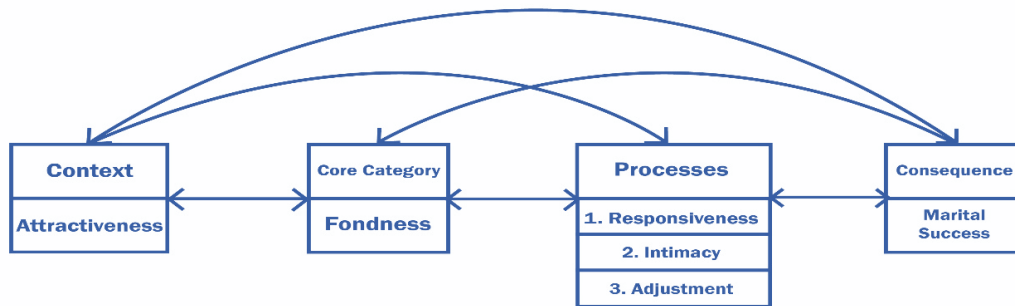 Context
Attractiveness
Core Category
Fondness
Processes
1. Responsiveness
2. Intimacy
3. Adjustment
Consequence
Marital
Success